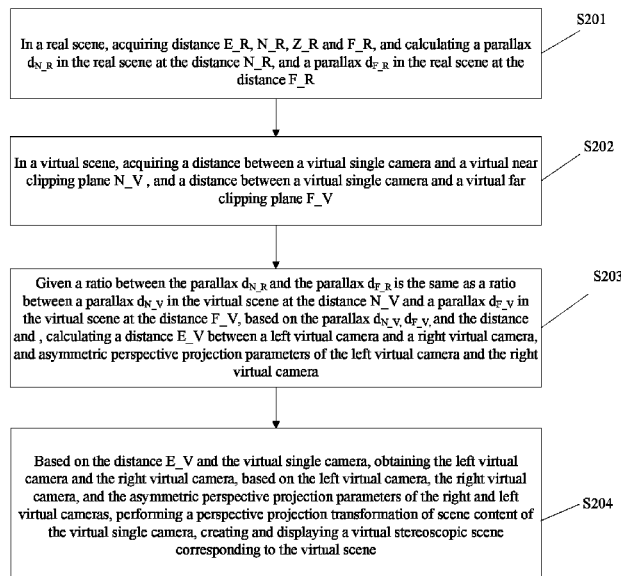 S201
In a real scene, acquiring distance E_R, N_R, Z_R and F_R, and calculating a parallax
dN_R in the real scene at the distance N_R, and a parallax dF_R in the real scene at the
distance F_R
S202
In a virtual scene, acquiring a distance between a virtual single camera and a virtual near
clipping plane N_V , and a distance between a virtual single camera and a virtual far
clipping plane F_V
S203
Given a ratio between the parallax dN_R and the parallax dF_R is the same as a ratio
between a parallax dN_V in the virtual scene at the distance N_V and a parallax dF_V in
the virtual scene at the distance F_V, based on the parallax dN_V, dF_V, and the distance
and , calculating a distance E_V between a left virtual camera and a right virtual camera,
and asymmetric perspective projection parameters of the left virtual camera and the right
virtual camera
Based on the distance E_V and the virtual single camera, obtaining the left virtual
camera and the right virtual camera, based on the left virtual camera, the right virtual
camera, and the asymmetric perspective projection parameters of the right and left
virtual cameras, performing a perspective projection transformation of scene content of
the virtual single camera, creating and displaying a virtual stereoscopic scene
corresponding to the virtual scene
S204